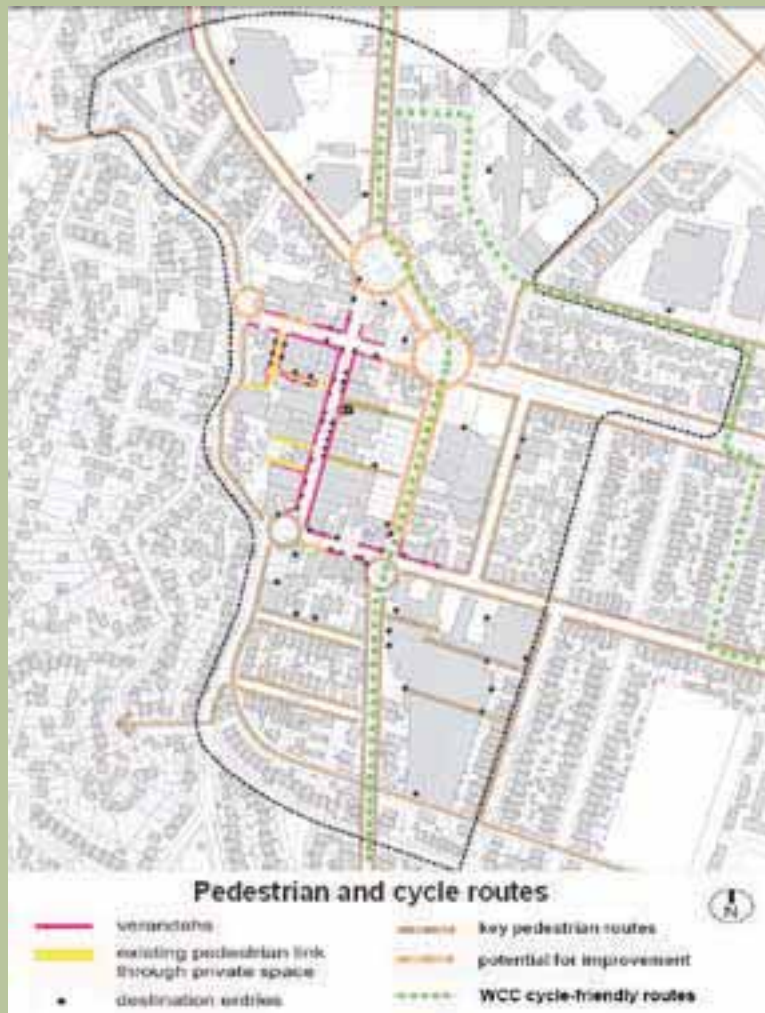 Pedestrian and cycle routes
N
verandahs
existing pedestrian link
through private space
destination entries
key pedestrian routes
potential for improvement
WCC cycle-friendly routes